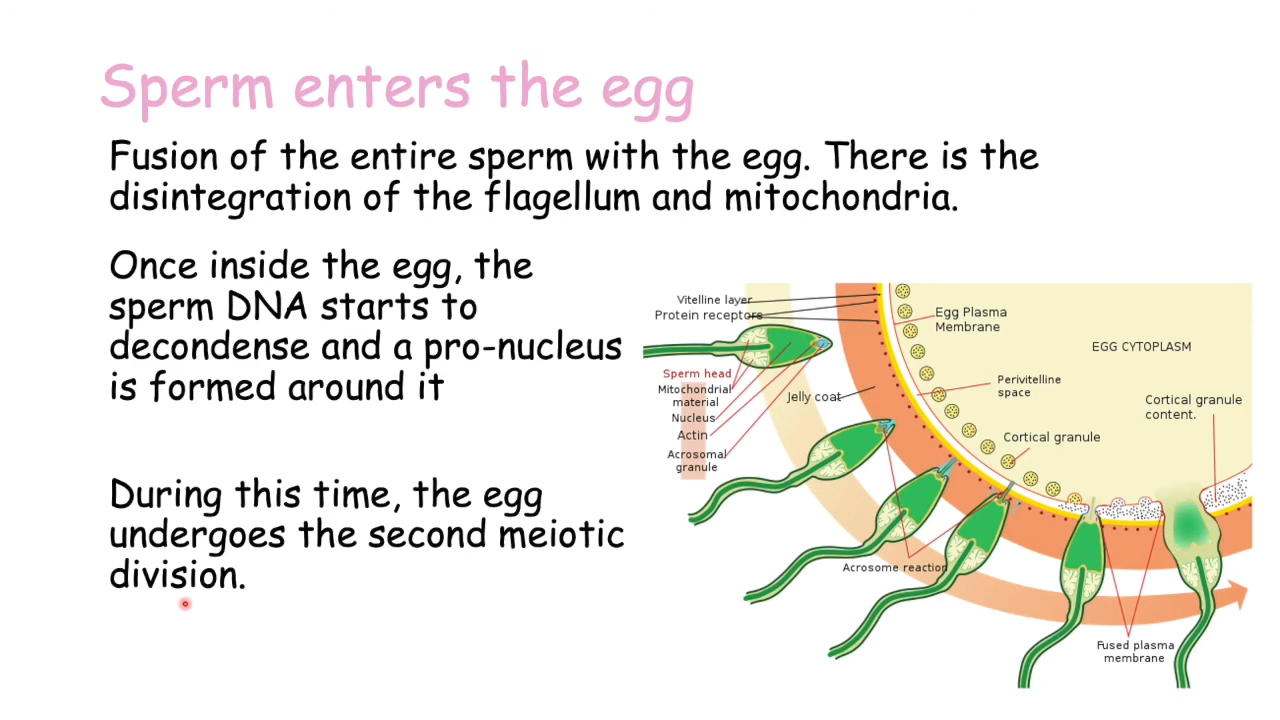 Sperm enters the egg
Fusion of the entire sperm with the egg. There is the
disintegration of the flagellum and mitochondria.
Once inside the egg, the
sperm DNA starts to
decondense and a pro-nucleus
is formed around it
During this time, the egg
undergoes the second meiotic
division.
Vitelline layer
Protein receptors
Sperm head
Mitochondrial
material
Nucleus
Actin
Acrosomal
granule
Jelly coat
Egg Plasma
Membrane
EGG CYTOPLASM
Perivitelline
space
Cortical granule
content.
Cortical granule
Acrosome reaction
Fused plasma
membrane